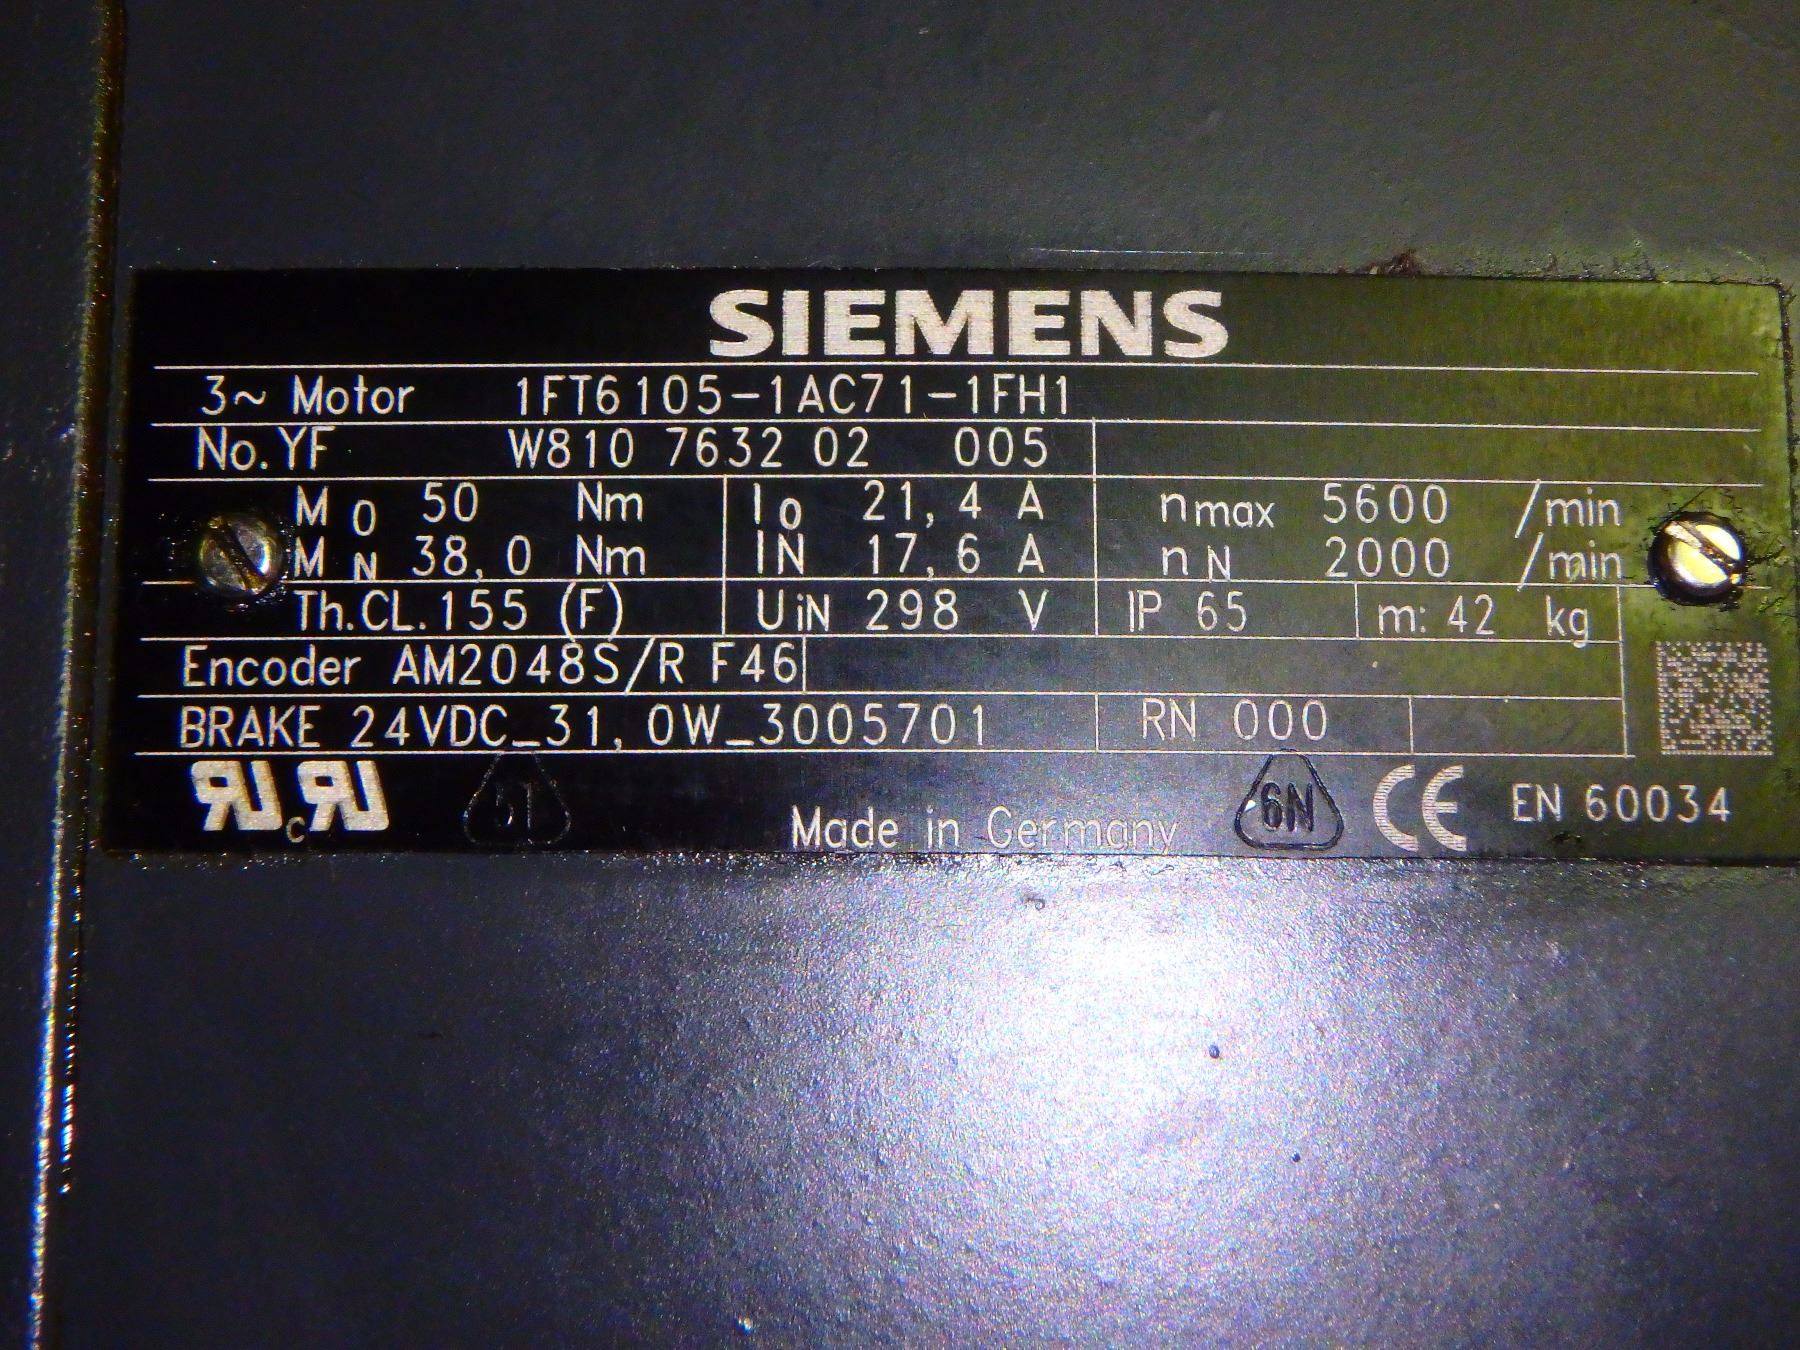 SIEMENS
3~ Motor 1FT6105-1AC71-1FH1
No. YF W810 7632 02 005
M0 50 Nm I0 21,4 A nmax 5600 /min
MN 38,0 Nm IN 17,6 A nN 2000 /min
Th.CL.155 (F) UiN 298 V IP 65 m: 42 kg
Encoder AM2048S/R F46
BRAKE 24VDC_31,0W_3005701 RN 000
RU c RU Made in Germany 6N CE EN 60034